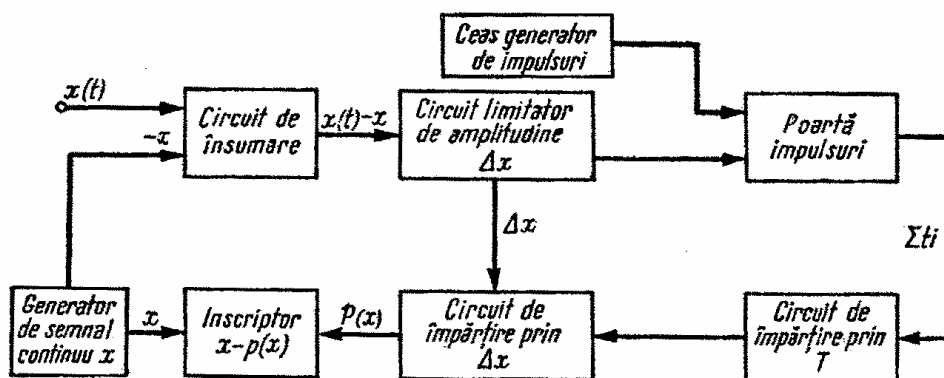 Ceas generator
de impulsuri
x(t)
-x
Circuit de
însumare
x(t)-x
Circuit limitator
de amplitudine
Δx
Poartă
impulsuri
Δx
Σti
Generator
de semnal
continuu x
x
Inscriptor
x-p(x)
P(x)
Circuit de
împărțire prin
Δx
Circuit de
împărțire prin
T